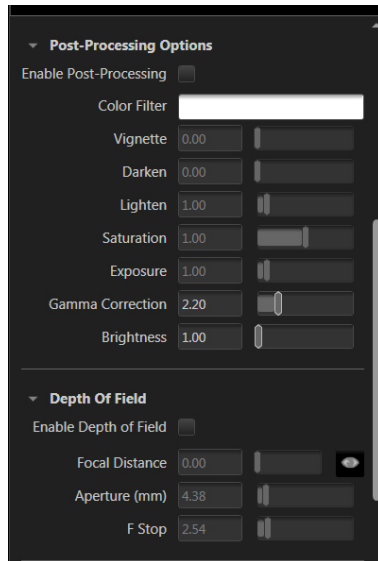 Post-Processing Options
Enable Post-Processing
Color Filter
Vignette 0.00
Darken 0.00
Lighten 1.00
Saturation 1.00
Exposure 1.00
Gamma Correction 2.20
Brightness 1.00
Depth Of Field
Enable Depth of Field
Focal Distance 0.00
Aperture (mm) 4.38
F Stop 2.54